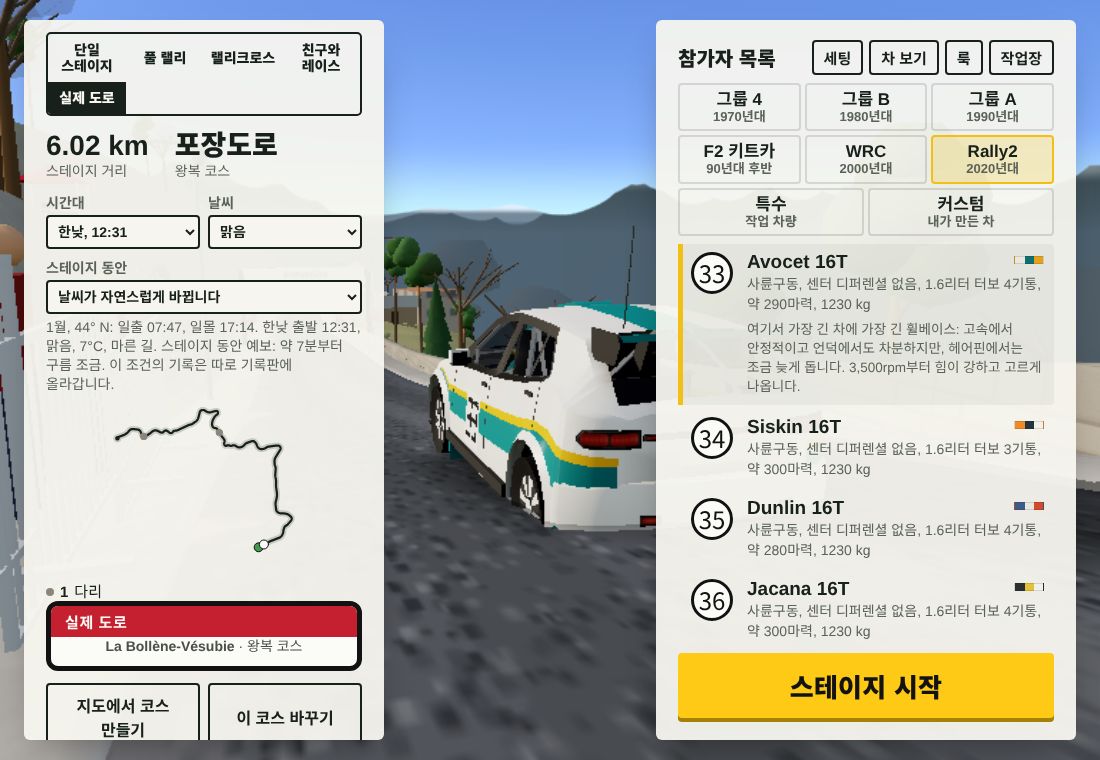 단일
스테이지
풀 랠리
랠리크로스
친구와
레이스
실제 도로
6.02 km
포장도로
스테이지 거리
왕복 코스
시간대
날씨
한낮, 12:31
맑음
스테이지 동안
날씨가 자연스럽게 바뀝니다
1월, 44° N: 일출 07:47, 일몰 17:14. 한낮 출발 12:31,
맑음, 7°C, 마른 길. 스테이지 동안 예보: 약 7분부터
구름 조금. 이 조건의 기록은 따로 기록판에
올라갑니다.
1 다리
실제 도로
La Bollène-Vésubie · 왕복 코스
지도에서 코스
만들기
이 코스 바꾸기
참가자 목록
세팅
차 보기
룩
작업장
그룹 4
1970년대
그룹 B
1980년대
그룹 A
1990년대
F2 키트카
90년대 후반
WRC
2000년대
Rally2
2020년대
특수
작업 차량
커스텀
내가 만든 차
33
Avocet 16T
사륜구동, 센터 디퍼렌셜 없음, 1.6리터 터보 4기통,
약 290마력, 1230 kg
여기서 가장 긴 차에 가장 긴 휠베이스: 고속에서
안정적이고 언덕에서도 차분하지만, 헤어핀에서는
조금 늦게 돕니다. 3,500rpm부터 힘이 강하고 고르게
나옵니다.
34
Siskin 16T
사륜구동, 센터 디퍼렌셜 없음, 1.6리터 터보 3기통,
약 300마력, 1230 kg
35
Dunlin 16T
사륜구동, 센터 디퍼렌셜 없음, 1.6리터 터보 4기통,
약 280마력, 1230 kg
36
Jacana 16T
사륜구동, 센터 디퍼렌셜 없음, 1.6리터 터보 4기통,
약 300마력, 1230 kg
스테이지 시작